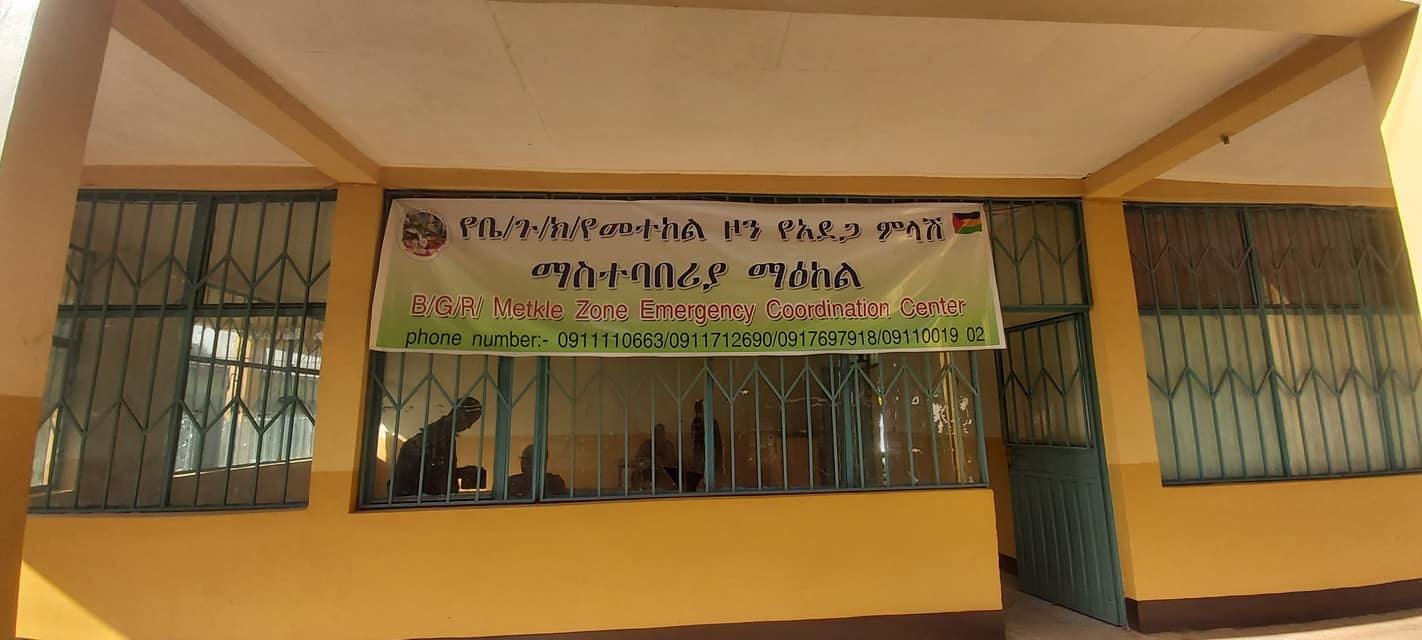 የቤ/ጉ/ክ/የመተከል ዞን የአደጋ ምላሽ
ማስተባበሪያ ማዕከል
B/G/R/ Metkle Zone Emergency Coordination Center
phone number:- 0911110663/0911712690/0917697918/09110019 02